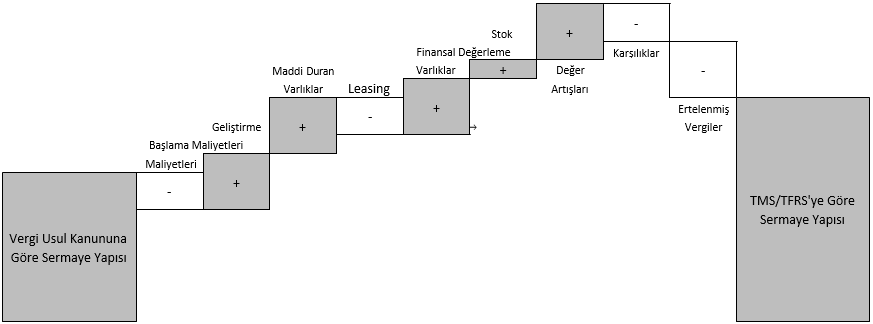 Vergi Usul Kanununa
Göre Sermaye Yapısı
Başlama
Maliyetleri
-
Geliştirme
Maliyetleri
+
Maddi Duran
Varlıklar
+
Leasing
-
Finansal
Varlıklar
+
Stok
Değerleme
+
→
+
Değer
Artışları
-
Karşılıklar
-
Ertelenmiş
Vergiler
TMS/TFRS'ye Göre
Sermaye Yapısı